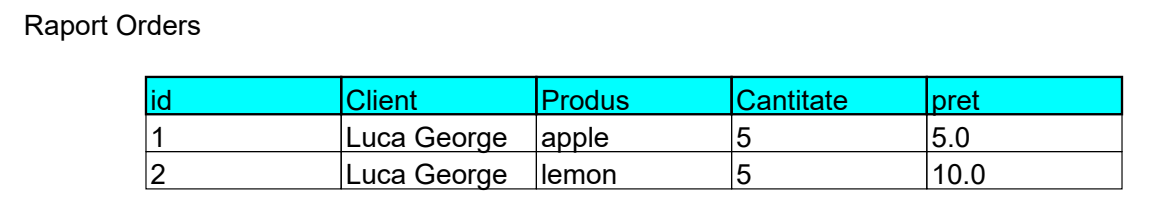 Raport Orders
id Client Produs Cantitate pret
1 Luca George apple 5 5.0
2 Luca George lemon 5 10.0